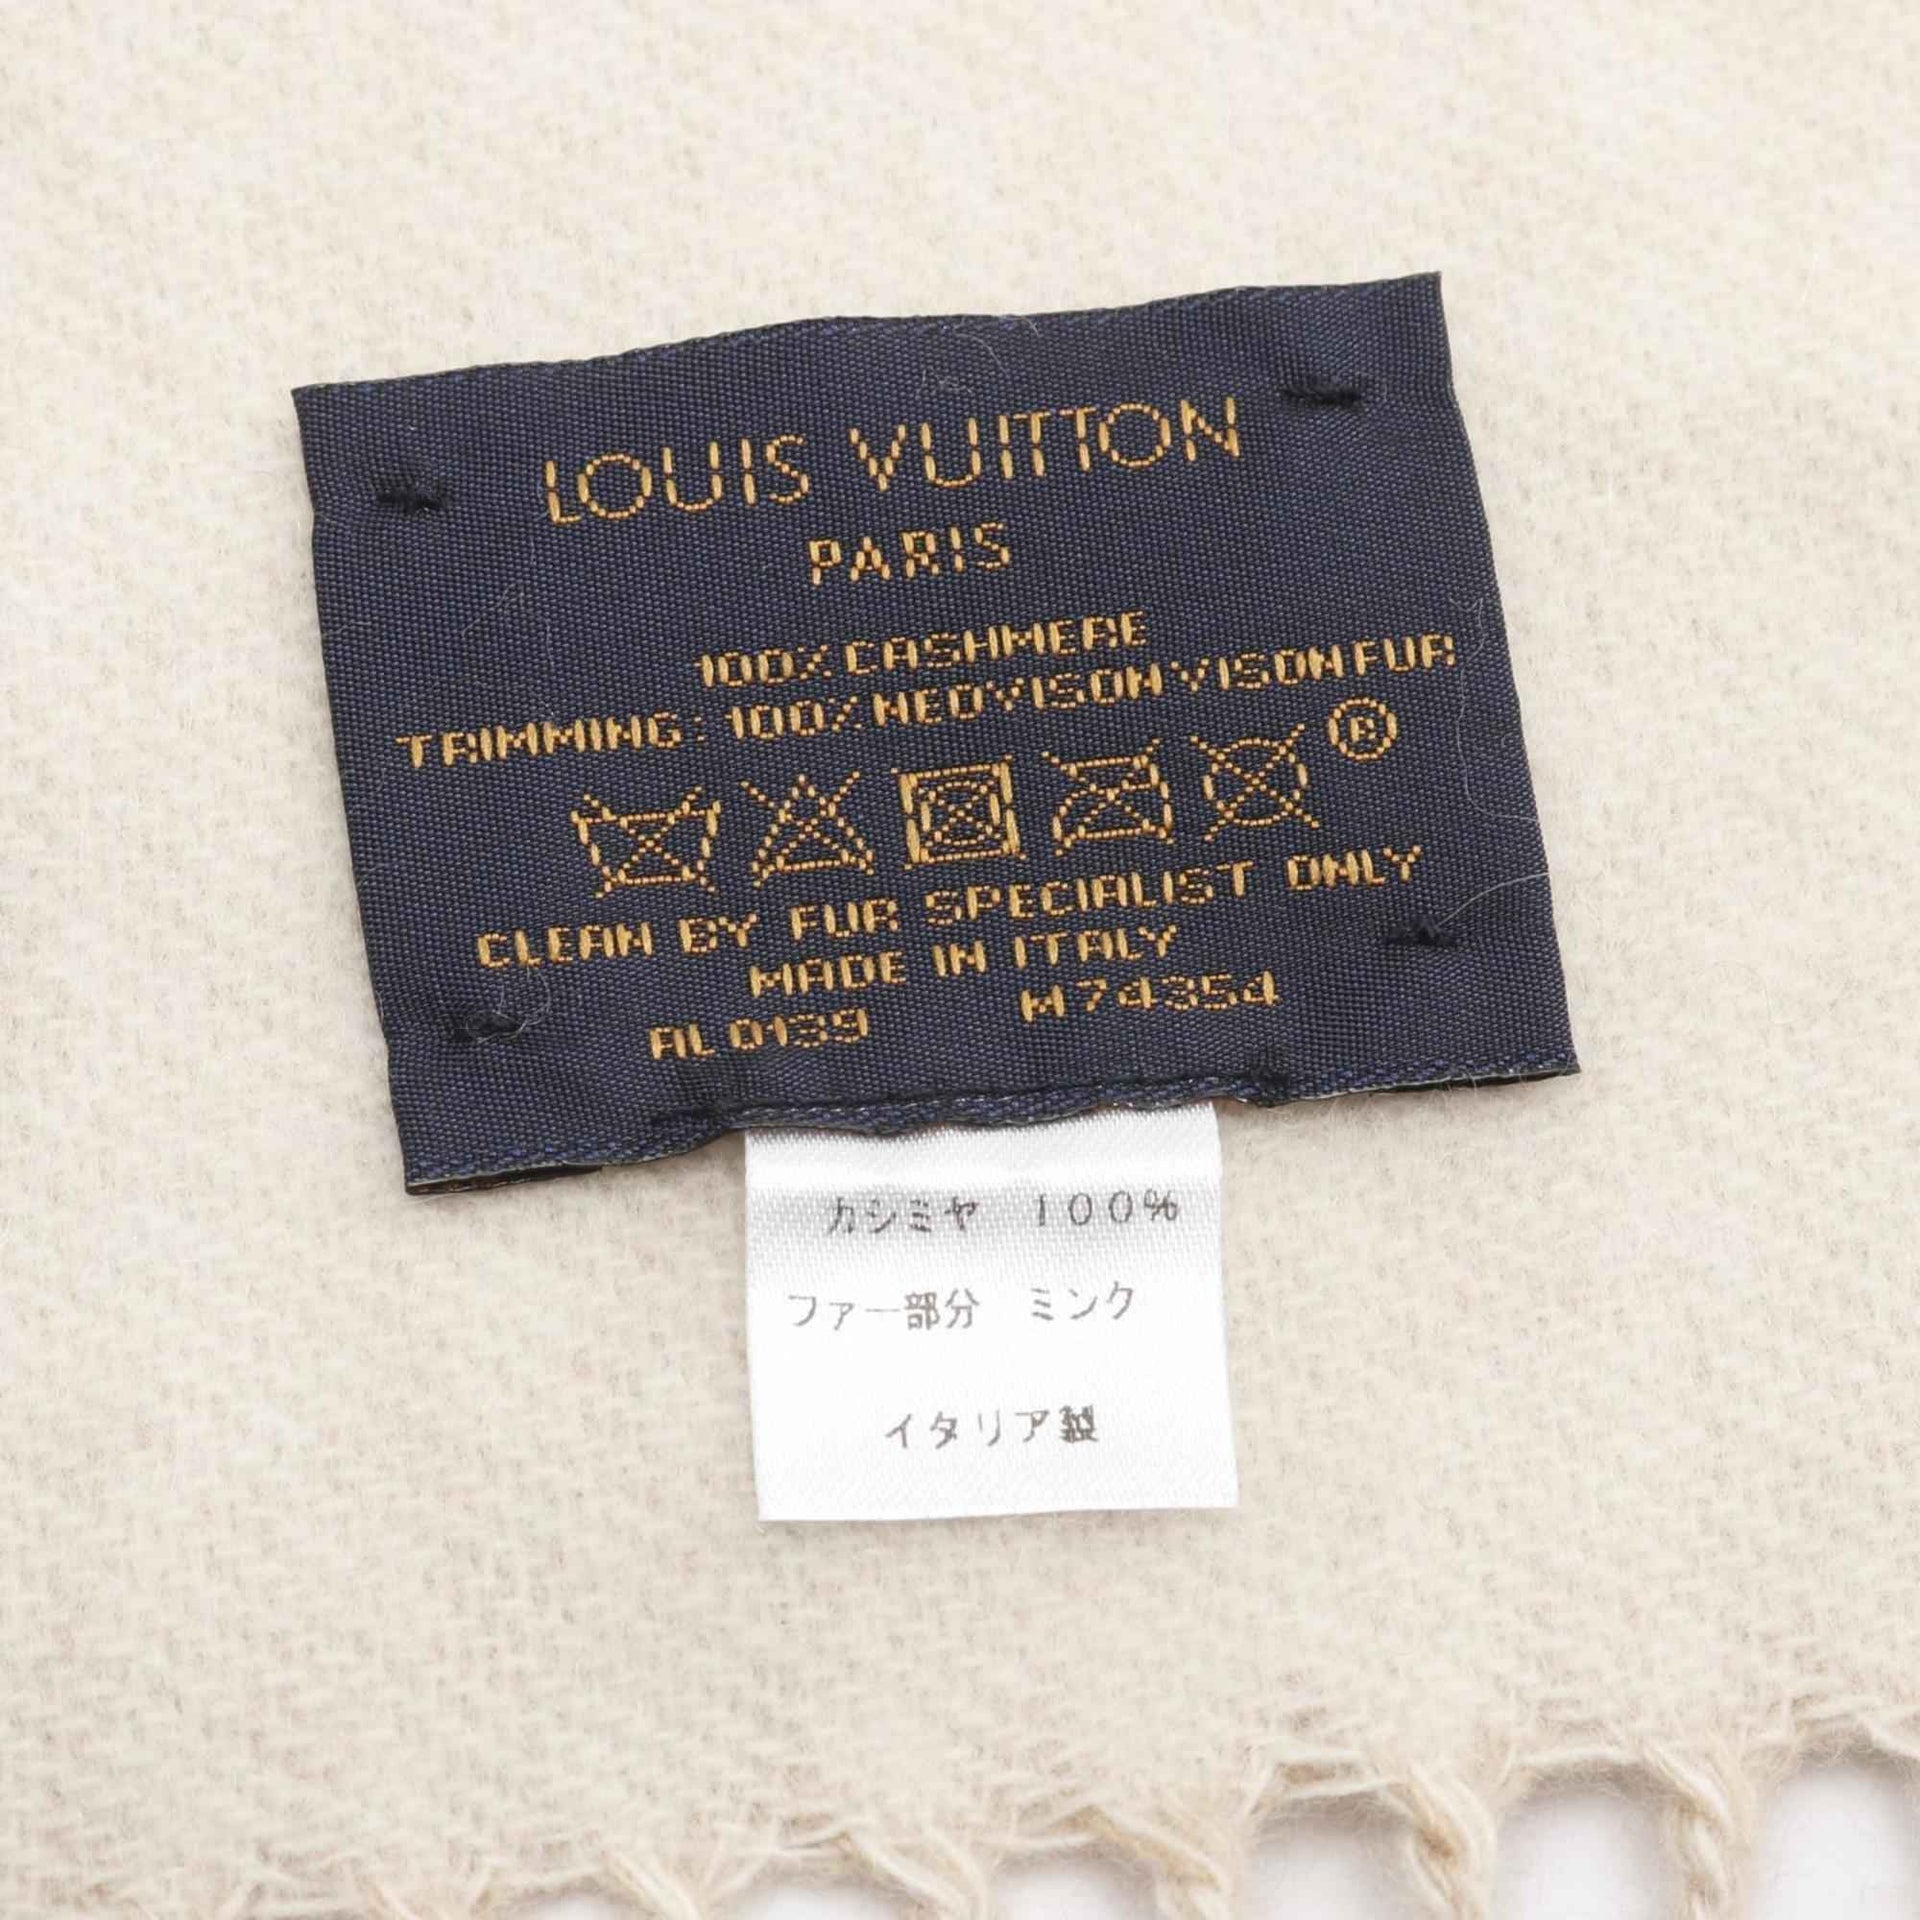 LOUIS VUITTON
PARIS
100% CASHMERE
TRIMMING: 100% NEOVISON VISON FUR
®
CLEAN BY FUR SPECIALIST ONLY
MADE IN ITALY
AL0139 M74354
カシミヤ 100%
ファー部分 ミンク
イタリア製